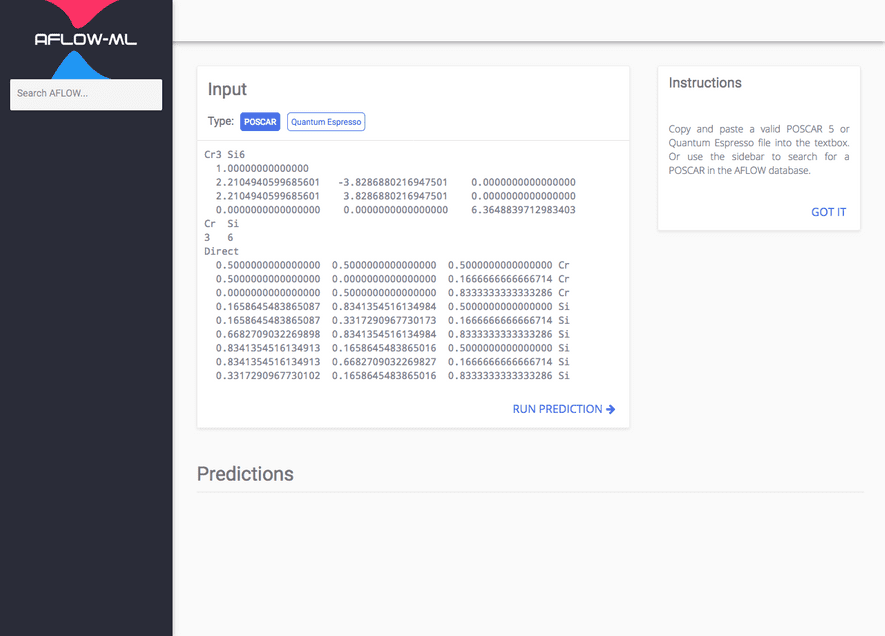 AFLOW-ML
Search AFLOW...
Input
Type: POSCAR Quantum Espresso
Cr3 Si6
1.00000000000000
2.2104940599685601 -3.8286880216947501 0.0000000000000000
2.2104940599685601 3.8286880216947501 0.0000000000000000
0.0000000000000000 0.0000000000000000 6.3648839712983403
Cr Si
3 6
Direct
0.5000000000000000 0.5000000000000000 0.5000000000000000 Cr
0.5000000000000000 0.0000000000000000 0.1666666666666714 Cr
0.0000000000000000 0.5000000000000000 0.8333333333333286 Cr
0.1658645483865087 0.8341354516134984 0.5000000000000000 Si
0.1658645483865087 0.3317290967730173 0.1666666666666714 Si
0.6682709032269898 0.8341354516134984 0.8333333333333286 Si
0.8341354516134913 0.1658645483865016 0.5000000000000000 Si
0.8341354516134913 0.6682709032269827 0.1666666666666714 Si
0.3317290967730102 0.1658645483865016 0.8333333333333286 Si
RUN PREDICTION →
Instructions
Copy and paste a valid POSCAR 5 or
Quantum Espresso file into the textbox.
Or use the sidebar to search for a
POSCAR in the AFLOW database.
GOT IT
Predictions